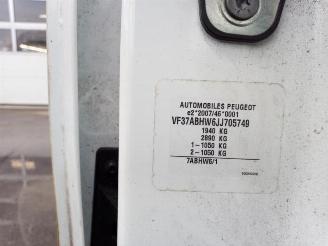 AUTOMOBILES PEUGEOT
e2*2007/46*0001
VF37ABHW6JJ705749
1940 KG
2890 KG
1-1050 KG
2-1050 KG
7ABHW6/1